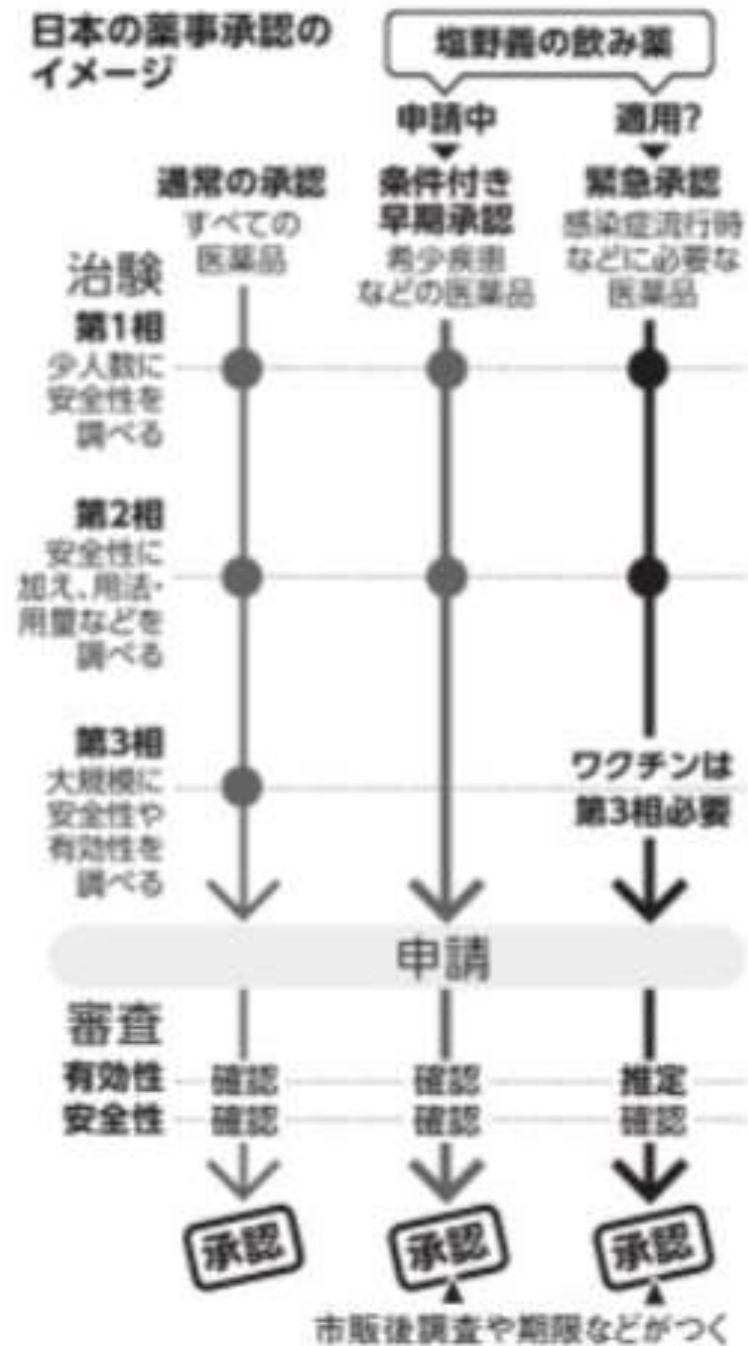 日本の薬事承認の
イメージ
塩野義の飲み薬
申請中
適用?
通常の承認
すべての
医薬品
条件付き
早期承認
希少疾患
などの医薬品
緊急承認
感染症流行時
などに必要な
医薬品
治験
第1相
少人数に
安全性を
調べる
第2相
安全性に
加え、用法・
用量などを
調べる
第3相
大規模に
安全性や
有効性を
調べる
ワクチンは
第3相必要
申請
審査
有効性 確認 確認 推定
安全性 確認 確認 確認
承認 承認 承認
市販後調査や期限などがつく